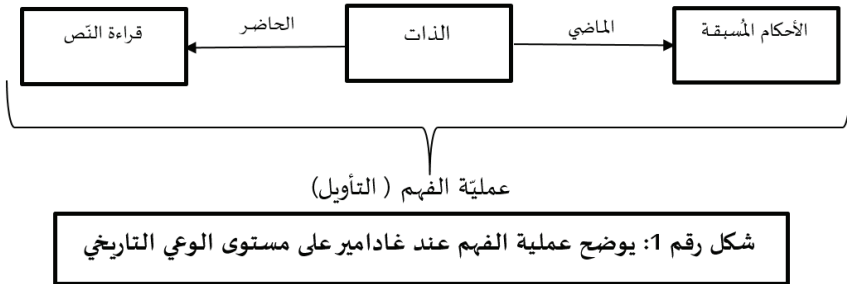 الأحكام المُسبقة
الماضي
الذات
الحاضر
قراءة النّص
عمليّة الفهم ( التأويل)
شكل رقم 1: يوضح عملية الفهم عند غادامير على مستوى الوعي التاريخي